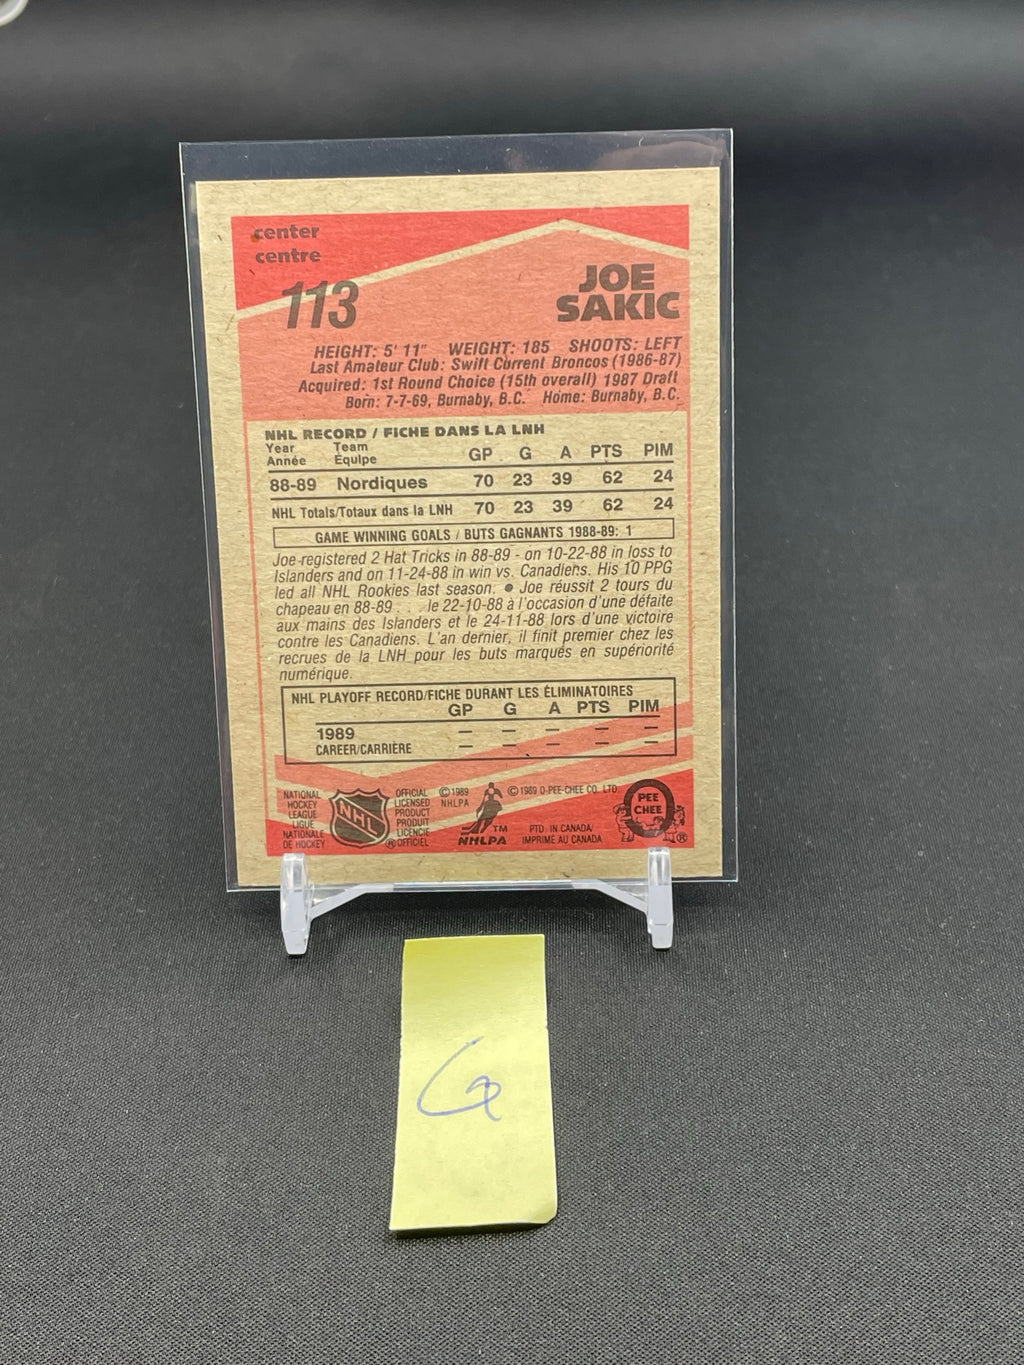 center
centre
113
JOE
SAKIC
HEIGHT: 5' 11" WEIGHT: 185 SHOOTS: LEFT
Last Amateur Club: Swift Current Broncos (1986-87)
Acquired: 1st Round Choice (15th overall) 1987 Draft
Born: 7-7-69, Burnaby, B.C. Home: Burnaby, B.C.
NHL RECORD / FICHE DANS LA LNH
Year Team
Année Équipe GP G A PTS PIM
88-89 Nordiques 70 23 39 62 24
NHL Totals/Totaux dans la LNH 70 23 39 62 24
GAME WINNING GOALS / BUTS GAGNANTS 1988-89: 1
Joe registered 2 Hat Tricks in 88-89 - on 10-22-88 in loss to
Islanders and on 11-24-88 in win vs. Canadiens. His 10 PPG
led all NHL Rookies last season. ● Joe réussit 2 tours du
chapeau en 88-89 . . . le 22-10-88 à l'occasion d'une défaite
aux mains des Islanders et le 24-11-88 lors d'une victoire
contre les Canadiens. L'an dernier, il finit premier chez les
recrues de la LNH pour les buts marqués en supériorité
numérique.
NHL PLAYOFF RECORD/FICHE DURANT LES ÉLIMINATOIRES
GP G A PTS PIM
1989 — — — — —
CAREER/CARRIÈRE — — — — —
NATIONAL
HOCKEY
LEAGUE
LIGUE
NATIONALE
DE HOCKEY
NHL
OFFICIAL
LICENSED
PRODUCT
PRODUIT
LICENCIÉ
® OFFICIEL
© 1989
NHLPA
TM
NHLPA
© 1989 O-PEE-CHEE CO. LTD.
PTD. IN CANADA/
IMPRIMÉ AU CANADA
PEE
CHEE
®